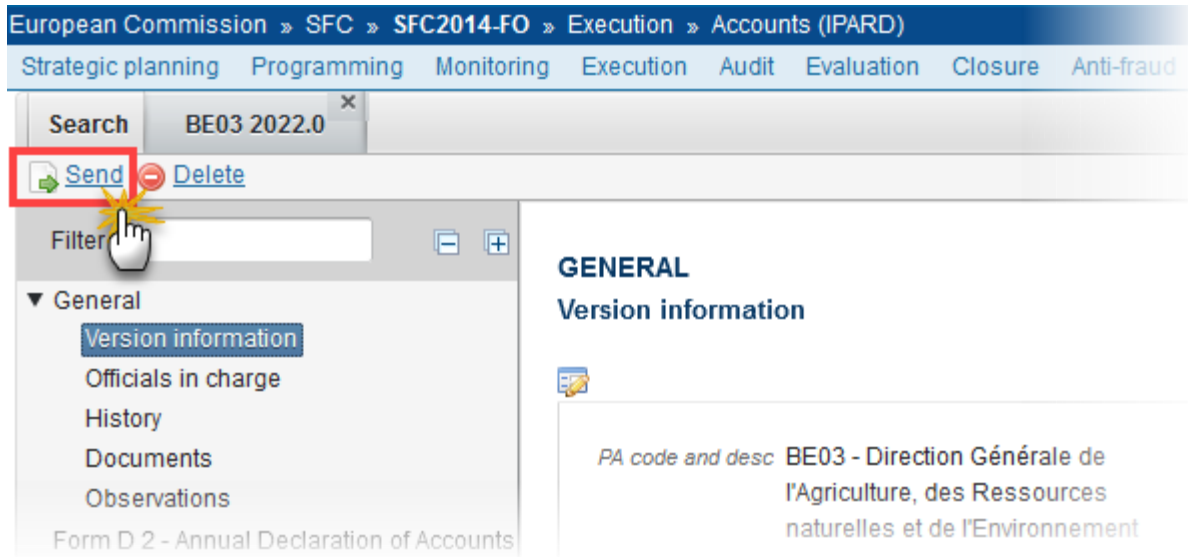 European Commission » SFC » SFC2014-FO » Execution » Accounts (IPARD)
Strategic planning Programming Monitoring Execution Audit Evaluation Closure Anti-fraud
Search BE03 2022.0
Send Delete
Filter
GENERAL
Version information
▼ General
Version information
Officials in charge
History
Documents
Observations
Form D 2 - Annual Declaration of Accounts
PA code and desc BE03 - Direction Générale de
l'Agriculture, des Ressources
naturelles et de l'Environnement